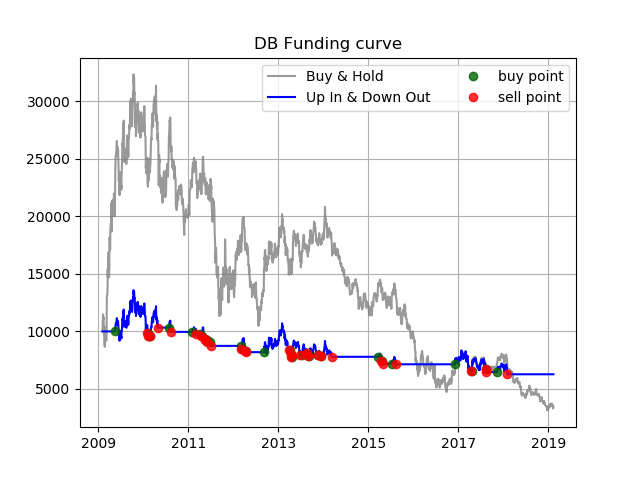 DB Funding curve
Buy & Hold
Up In & Down Out
buy point
sell point
30000
25000
20000
15000
10000
5000
2009 2011 2013 2015 2017 2019